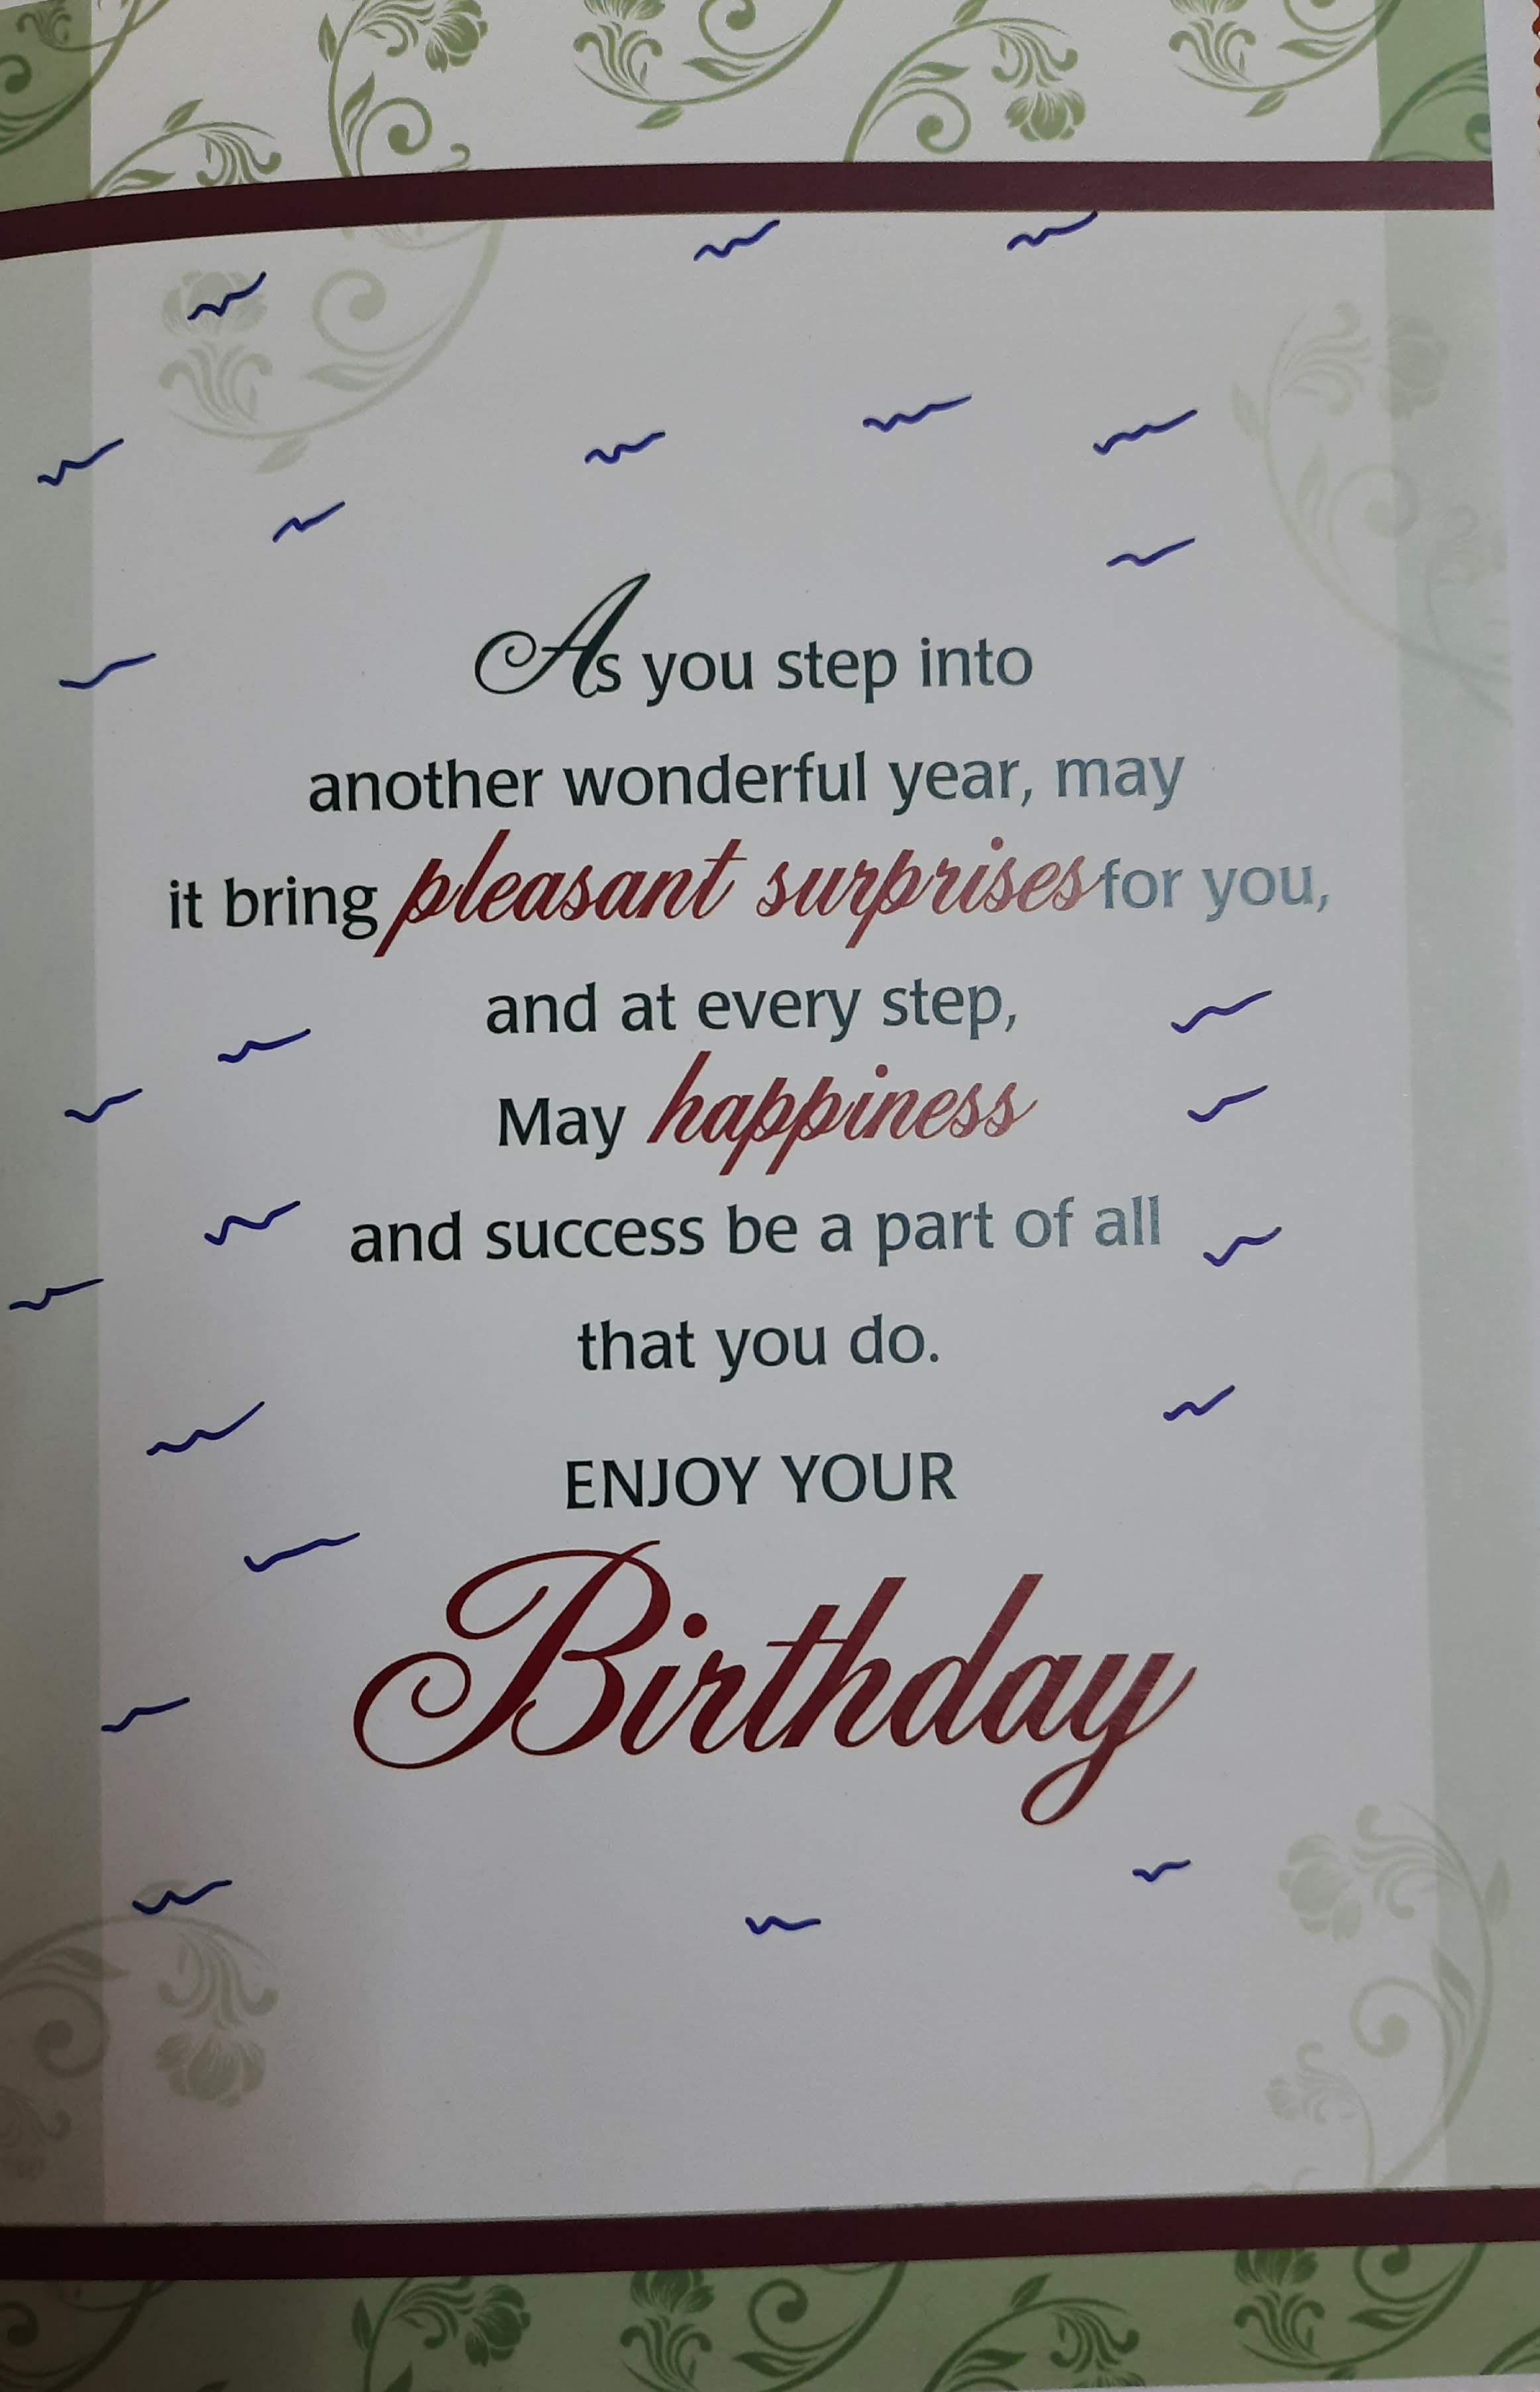 As you step into
another wonderful year, may
it bring pleasant surprises for you,
and at every step,
May happiness
and success be a part of all
that you do.
ENJOY YOUR
Birthday